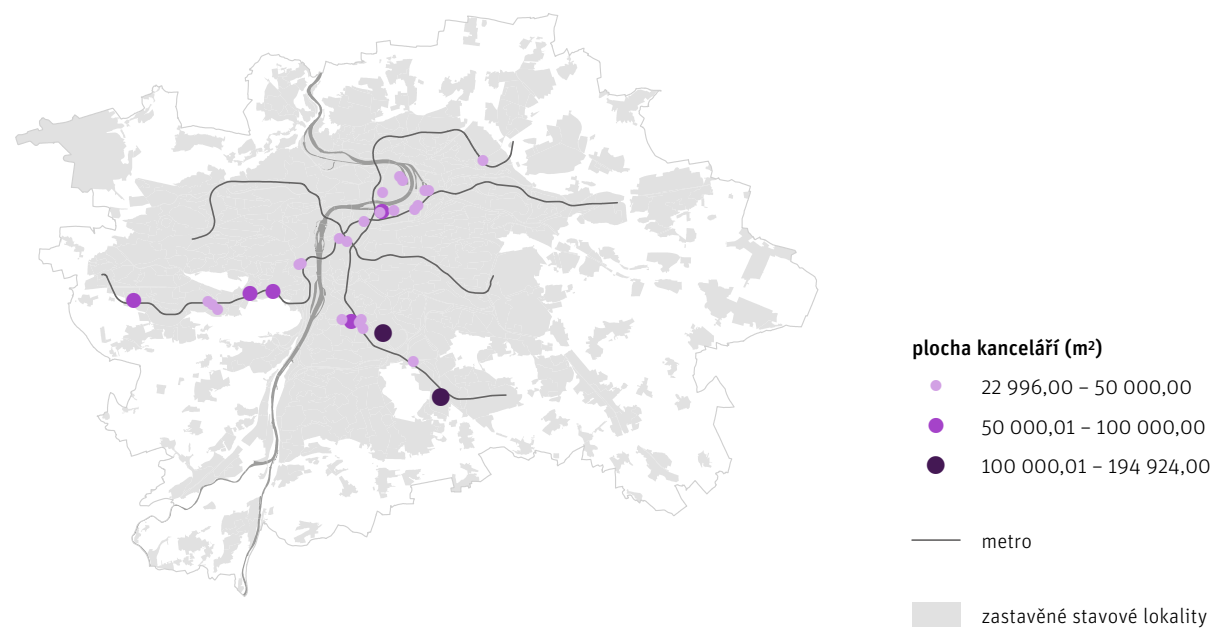 plocha kanceláří (m²)
22 996,00 – 50 000,00
50 000,01 – 100 000,00
100 000,01 – 194 924,00
metro
zastavěné stavové lokality